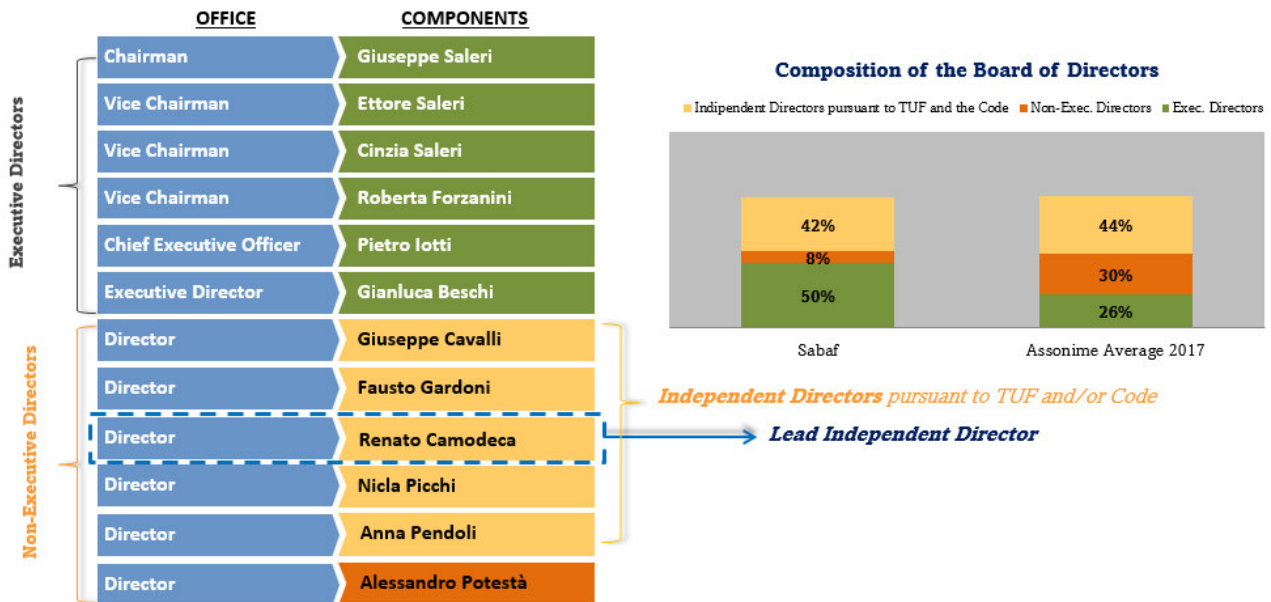 OFFICE COMPONENTS
Executive Directors
Chairman Giuseppe Saleri
Vice Chairman Ettore Saleri
Vice Chairman Cinzia Saleri
Vice Chairman Roberta Forzanini
Chief Executive Officer Pietro Iotti
Executive Director Gianluca Beschi
Non-Executive Directors
Director Giuseppe Cavalli
Director Fausto Gardoni
Director Renato Camodeca
Director Nicla Picchi
Director Anna Pendoli
Director Alessandro Potestà
Composition of the Board of Directors
Indipendent Directors pursuant to TUF and the Code Non-Exec. Directors Exec. Directors
42% 44%
8% 30%
50% 26%
Sabaf Assonime Average 2017
Independent Directors pursuant to TUF and/or Code
Lead Independent Director